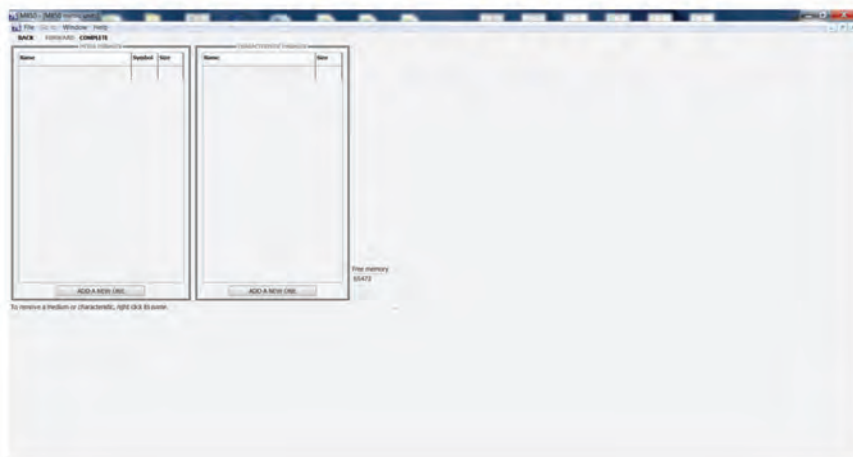 File Go to Window Help
BACK FORWARD COMPLETE
Name Symbol Size
Name Size
Free memory
65472
ADD A NEW ONE
ADD A NEW ONE
To remove a medium or characteristic, right click its name.